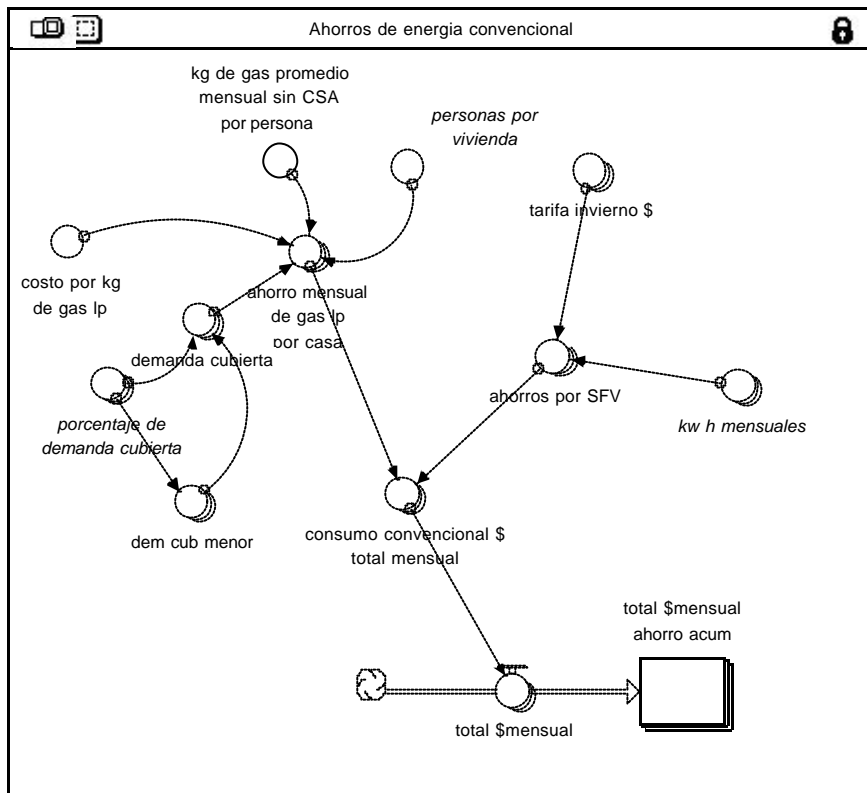 Ahorros de energia convencional
kg de gas promedio
mensual sin CSA
por persona
personas por
vivienda
tarifa invierno $
costo por kg
de gas lp
ahorro mensual
de gas lp
por casa
demanda cubierta
ahorros por SFV
porcentaje de
demanda cubierta
kw h mensuales
dem cub menor
consumo convencional $
total mensual
total $mensual
ahorro acum
total $mensual